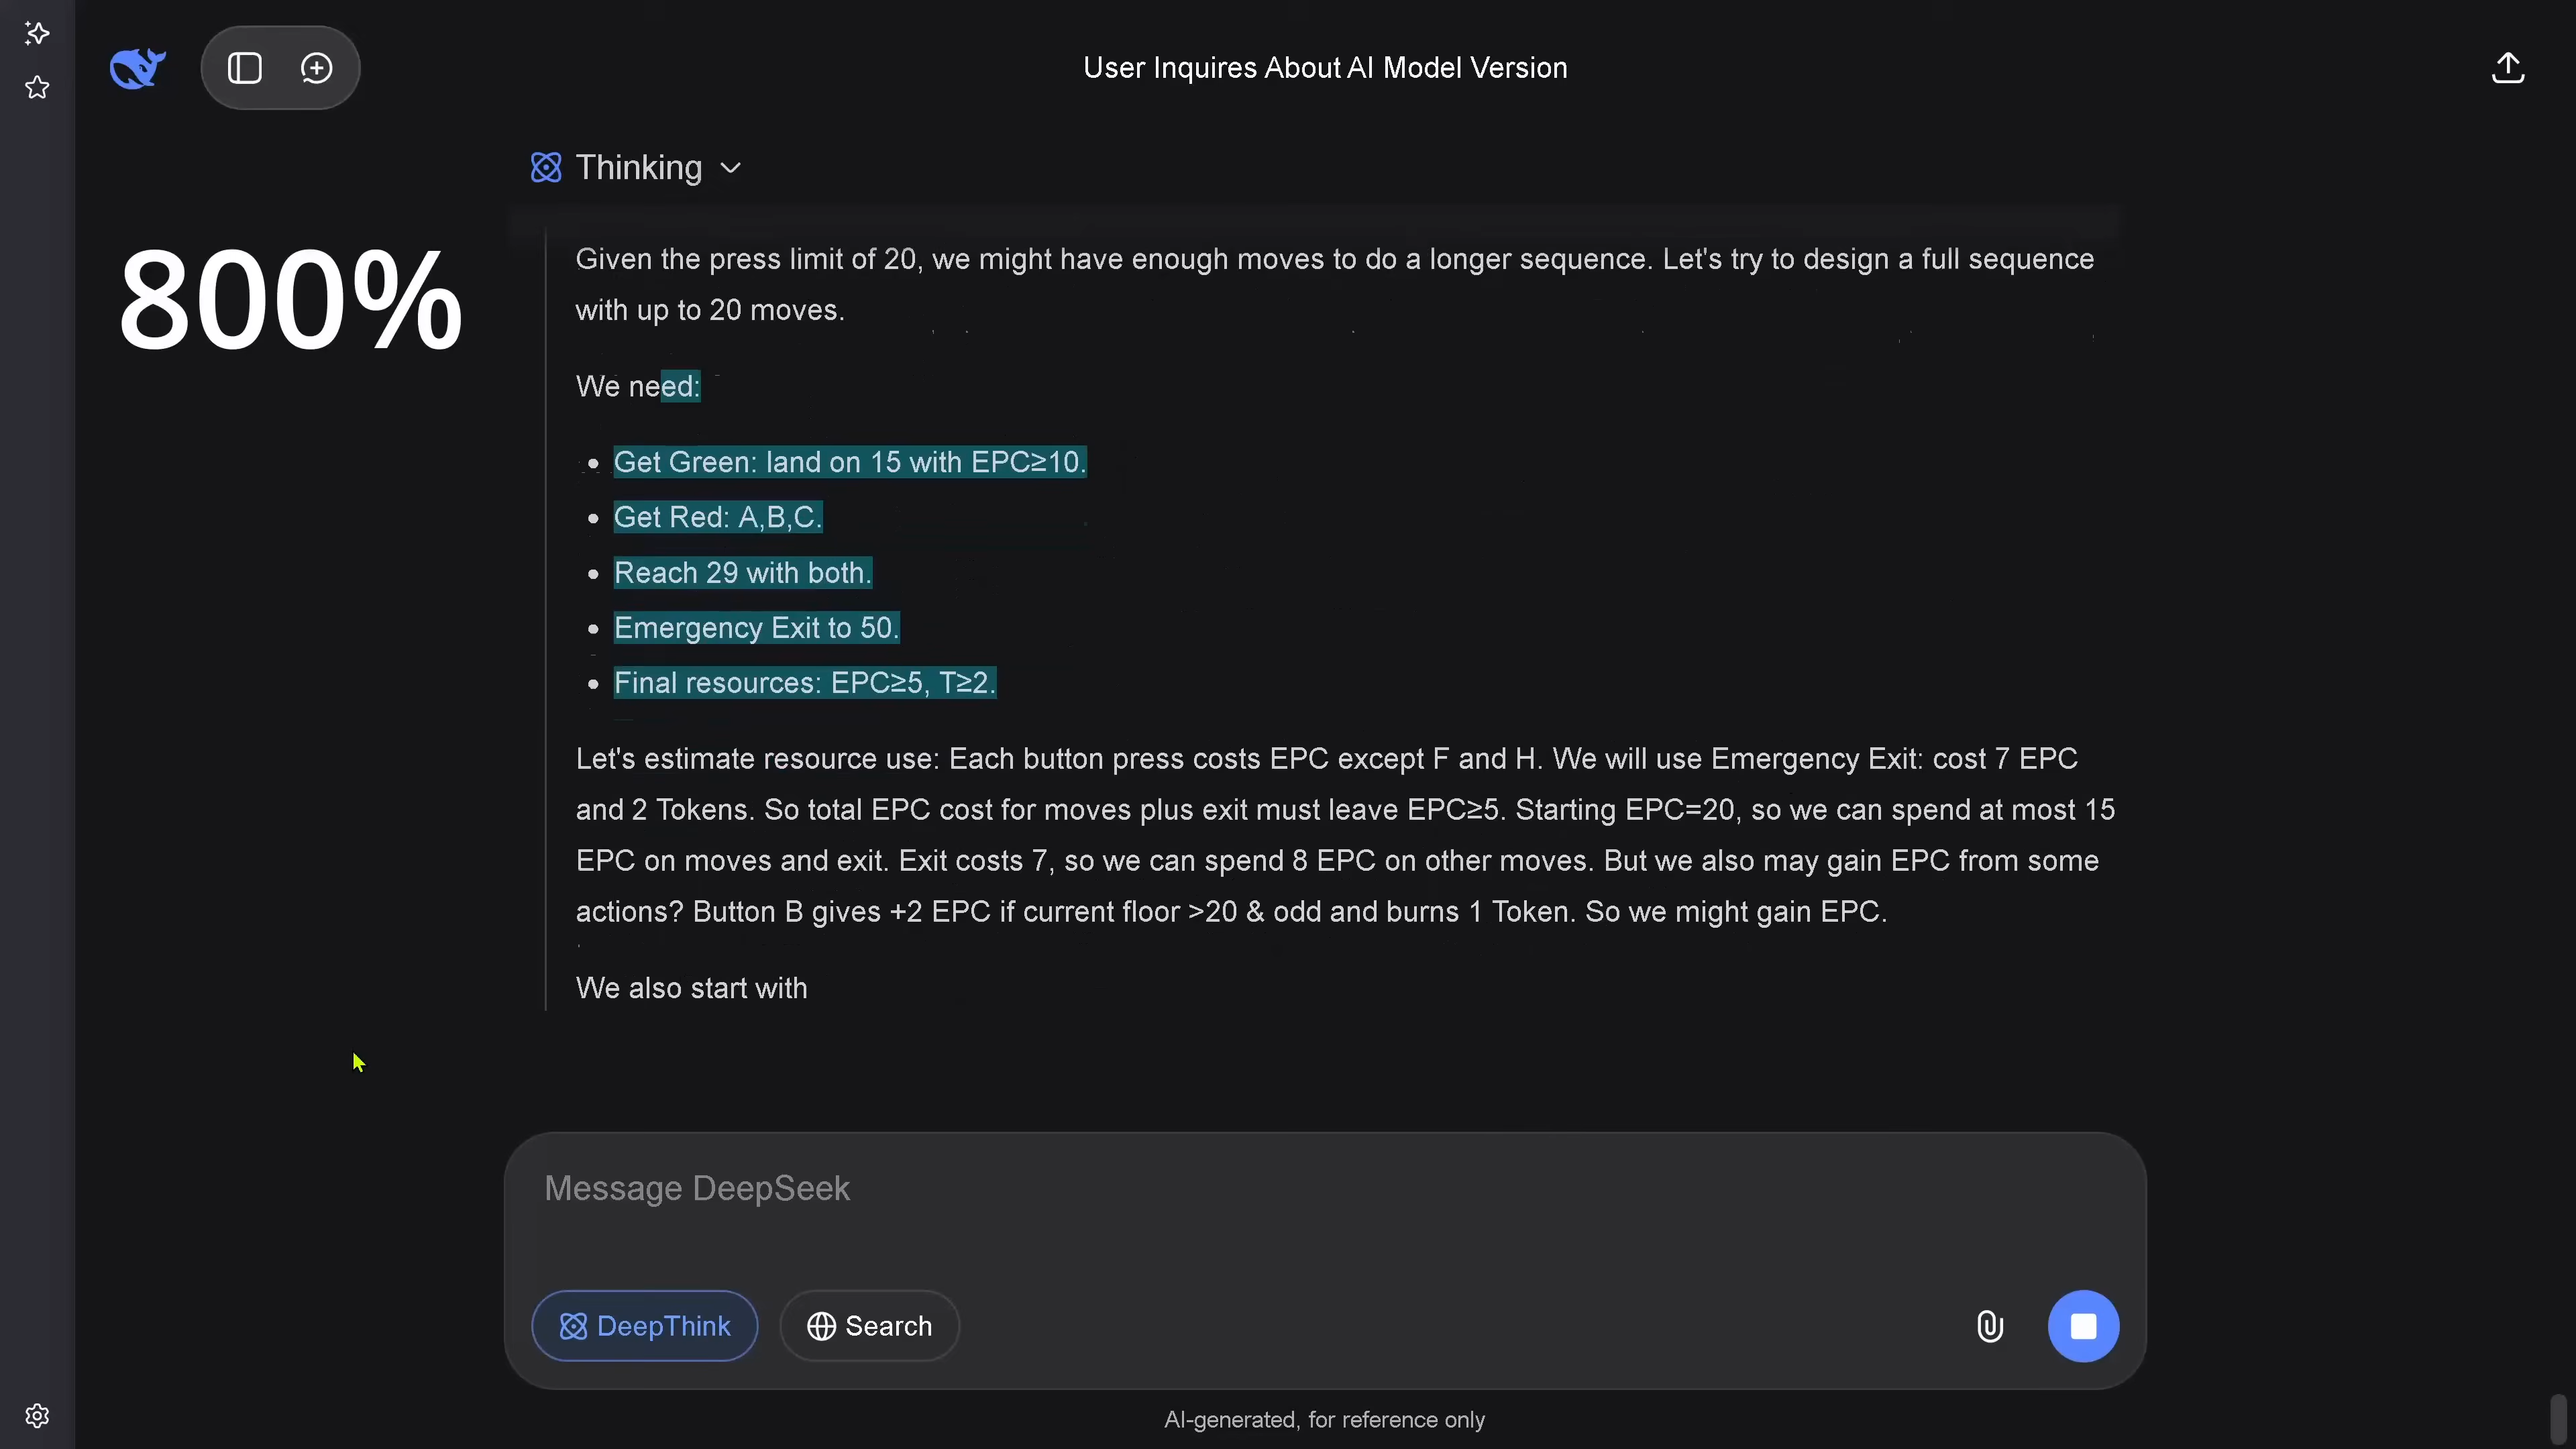 User Inquires About AI Model Version
Thinking
800%
Given the press limit of 20, we might have enough moves to do a longer sequence. Let's try to design a full sequence
with up to 20 moves.
We need:
Get Green: land on 15 with EPC≥10.
Get Red: A,B,C.
Reach 29 with both.
Emergency Exit to 50.
Final resources: EPC≥5, T≥2.
Let's estimate resource use: Each button press costs EPC except F and H. We will use Emergency Exit: cost 7 EPC
and 2 Tokens. So total EPC cost for moves plus exit must leave EPC≥5. Starting EPC=20, so we can spend at most 15
EPC on moves and exit. Exit costs 7, so we can spend 8 EPC on other moves. But we also may gain EPC from some
actions? Button B gives +2 EPC if current floor >20 & odd and burns 1 Token. So we might gain EPC.
We also start with
Message DeepSeek
DeepThink
Search
AI-generated, for reference only